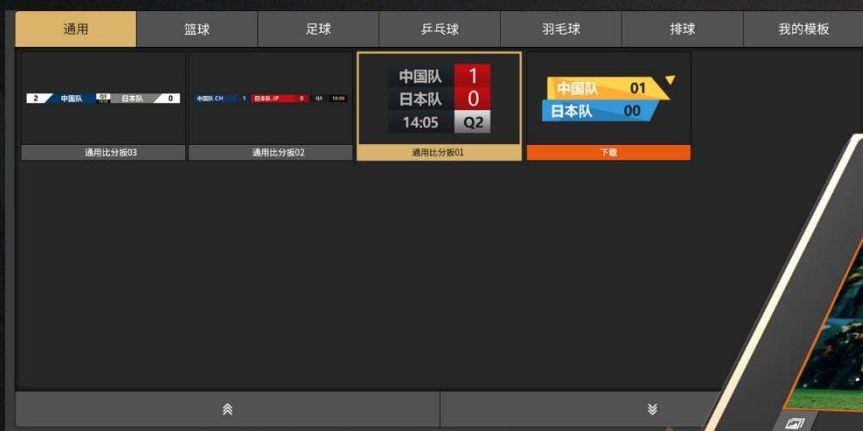 通用 篮球 足球 乒乓球 羽毛球 排球 我的模板
2 中国队 Q3 日本队 0
中国队 CH 1 日本队 JP 0 Q3
中国队 1
日本队 0
14:05 Q2
中国队 01
日本队 00
通用比分板03 通用比分板02 通用比分板01 下载